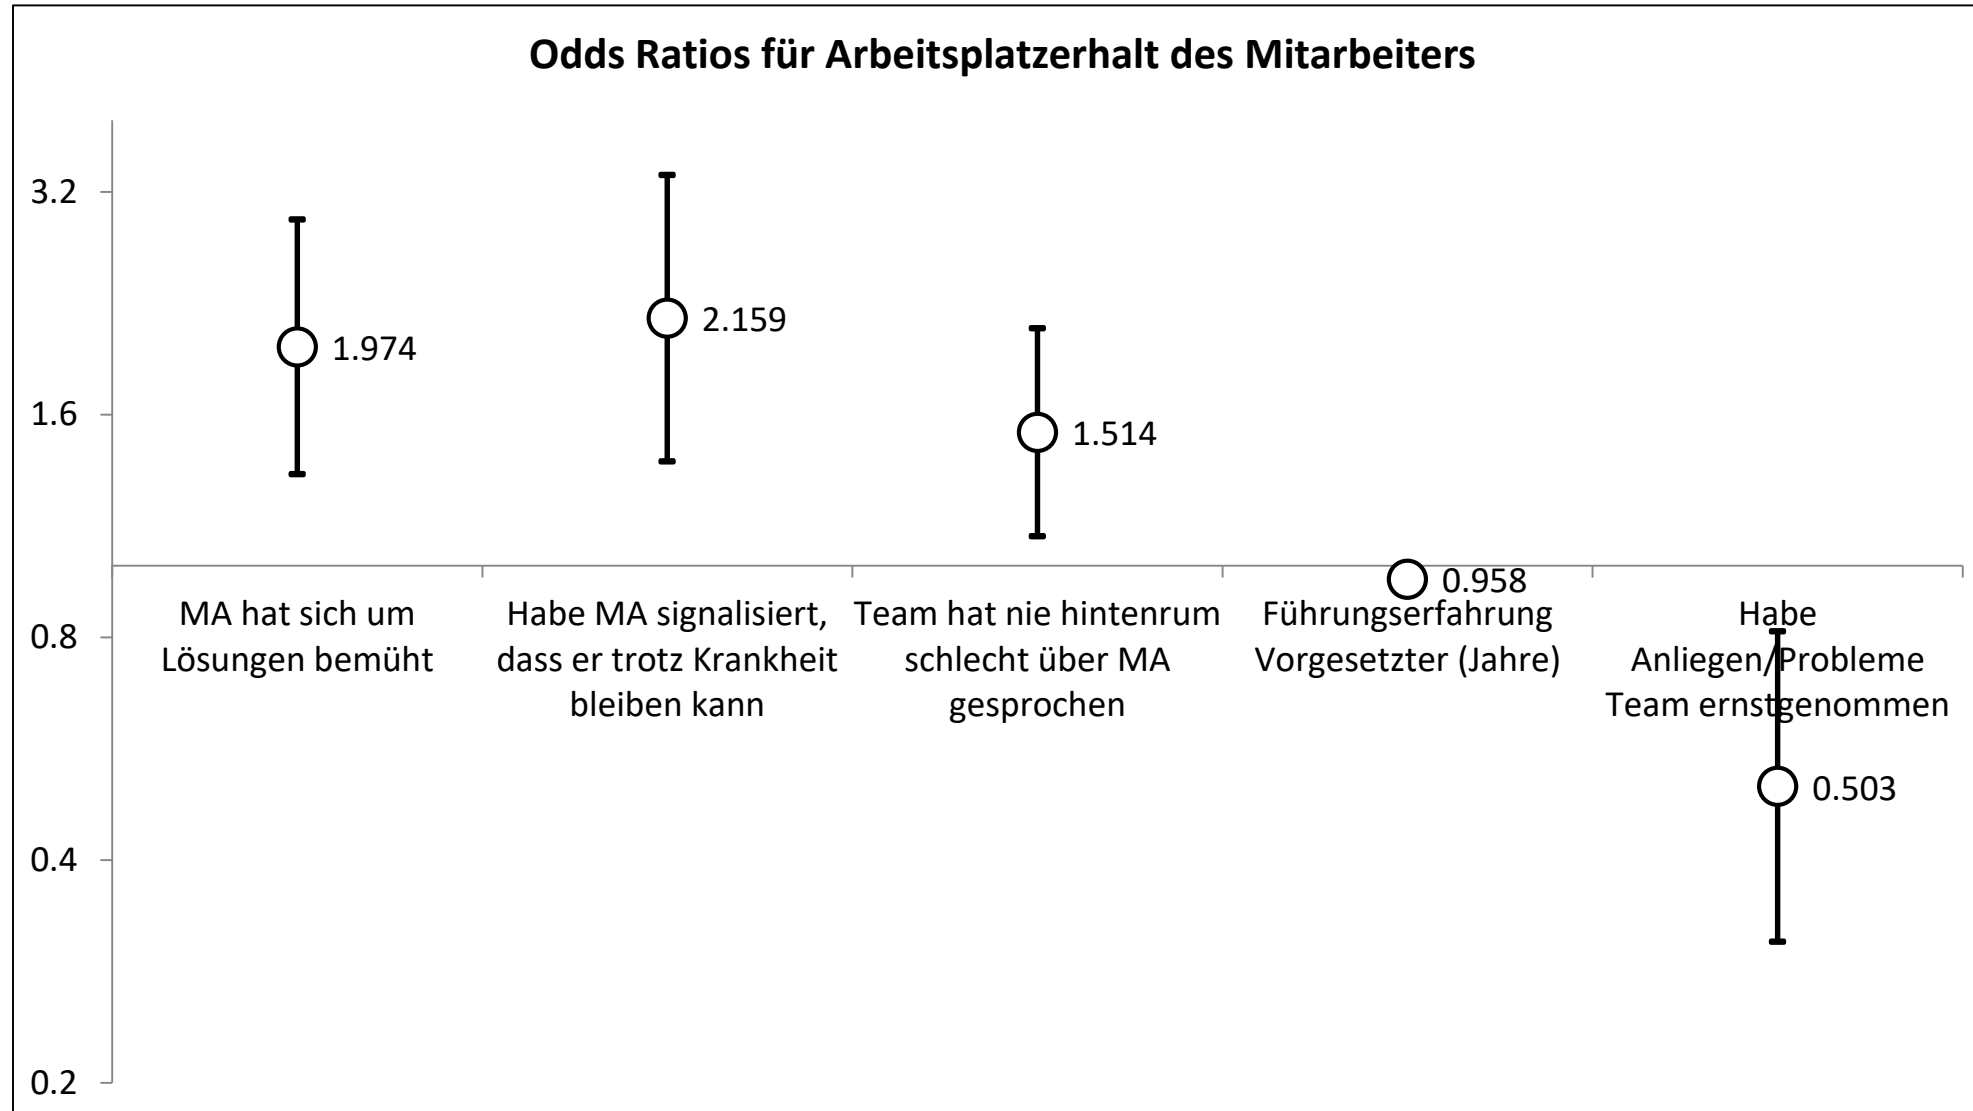 Odds Ratios für Arbeitsplatzerhalt des Mitarbeiters
3.2
1.6
0.8
0.4
0.2
1.974
2.159
1.514
0.958
0.503
MA hat sich um
Lösungen bemüht
Habe MA signalisiert,
dass er trotz Krankheit
bleiben kann
Team hat nie hintenrum
schlecht über MA
gesprochen
Führungserfahrung
Vorgesetzter (Jahre)
Habe
Anliegen/Probleme
Team ernstgenommen